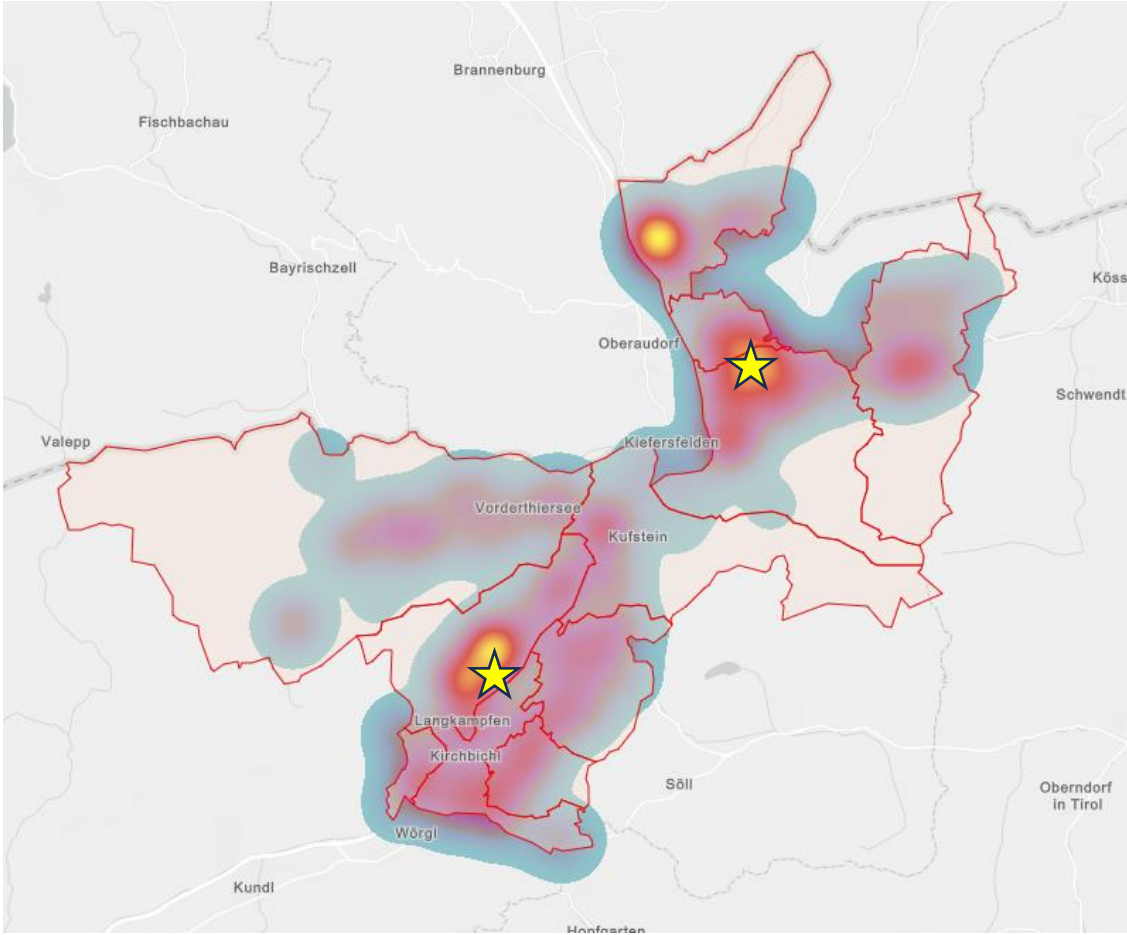 Brannenburg
Fischbachau
Bayrischzell
Köss
Oberaudorf
Schwendt
Valepp
Kiefersfelden
Vorderthiersee
Kufstein
Langkampfen
Kirchbichl
Söll
Oberndorf
in Tirol
Wörgl
Kundl
Hopfgarten